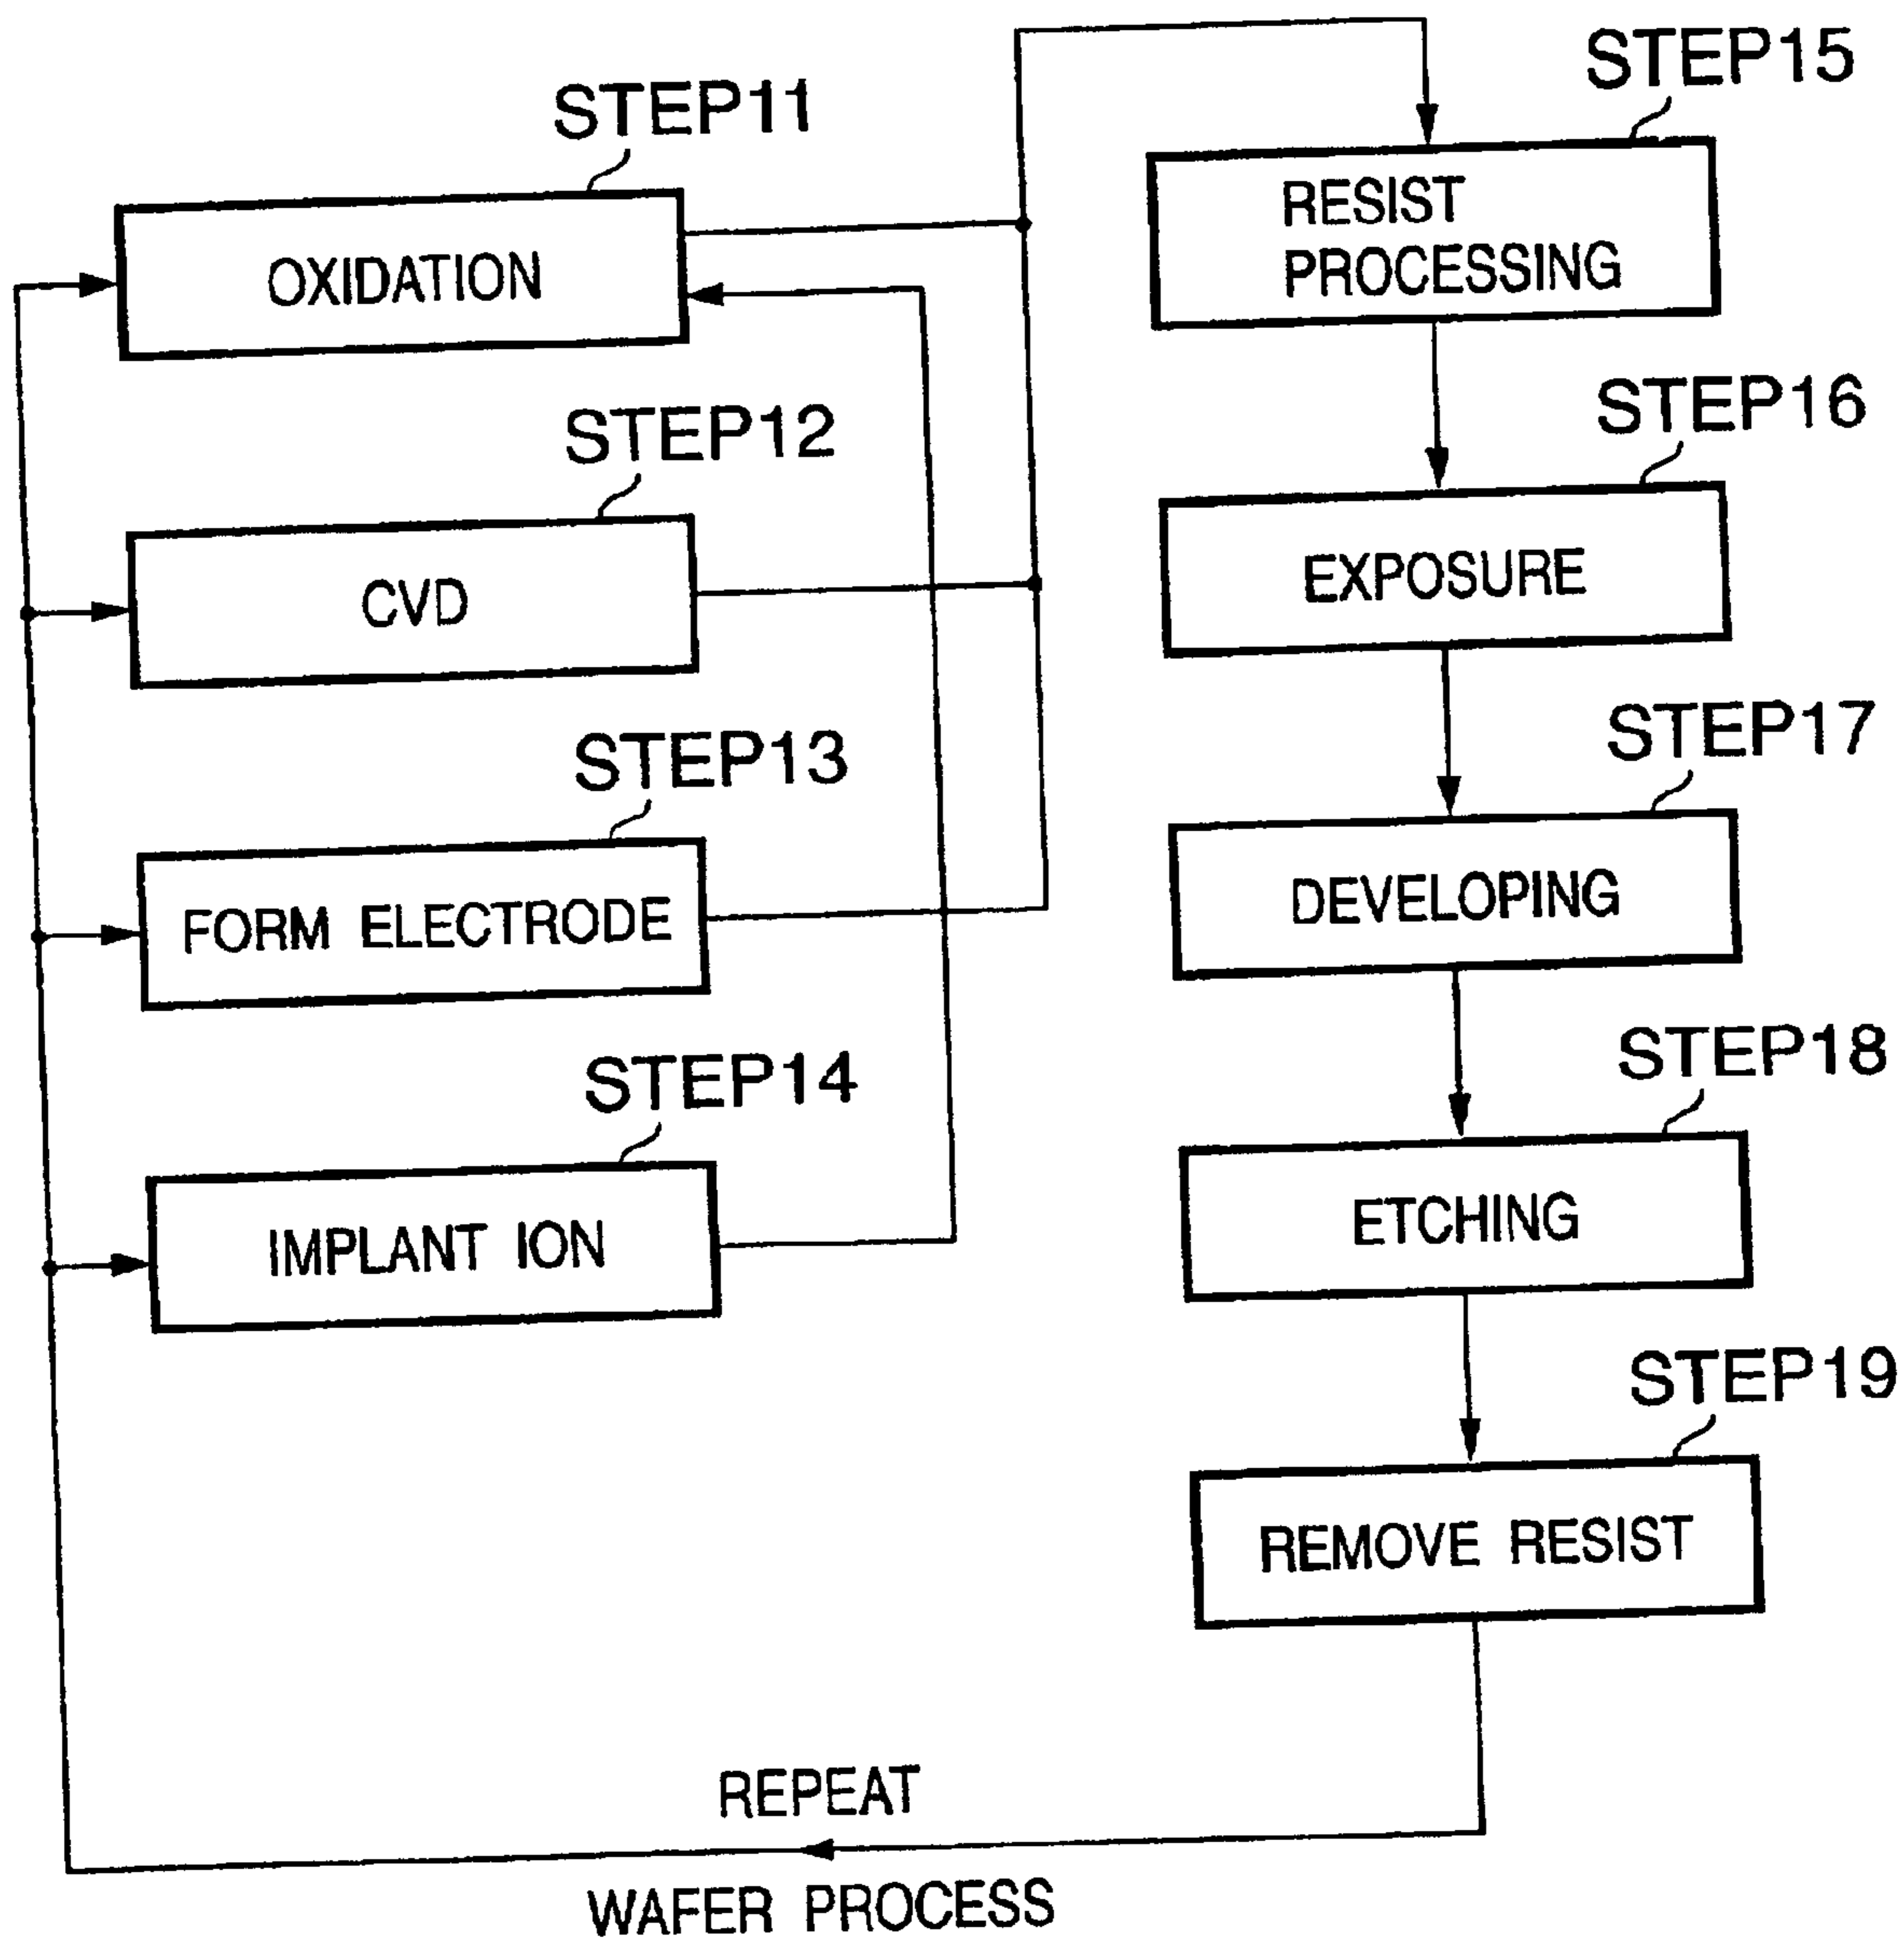 STEP11
OXIDATION
STEP12
CVD
STEP13
FORM ELECTRODE
STEP14
IMPLANT ION
STEP15
RESIST
PROCESSING
STEP16
EXPOSURE
STEP17
DEVELOPING
STEP18
ETCHING
STEP19
REMOVE RESIST
REPEAT
WAFER PROCESS